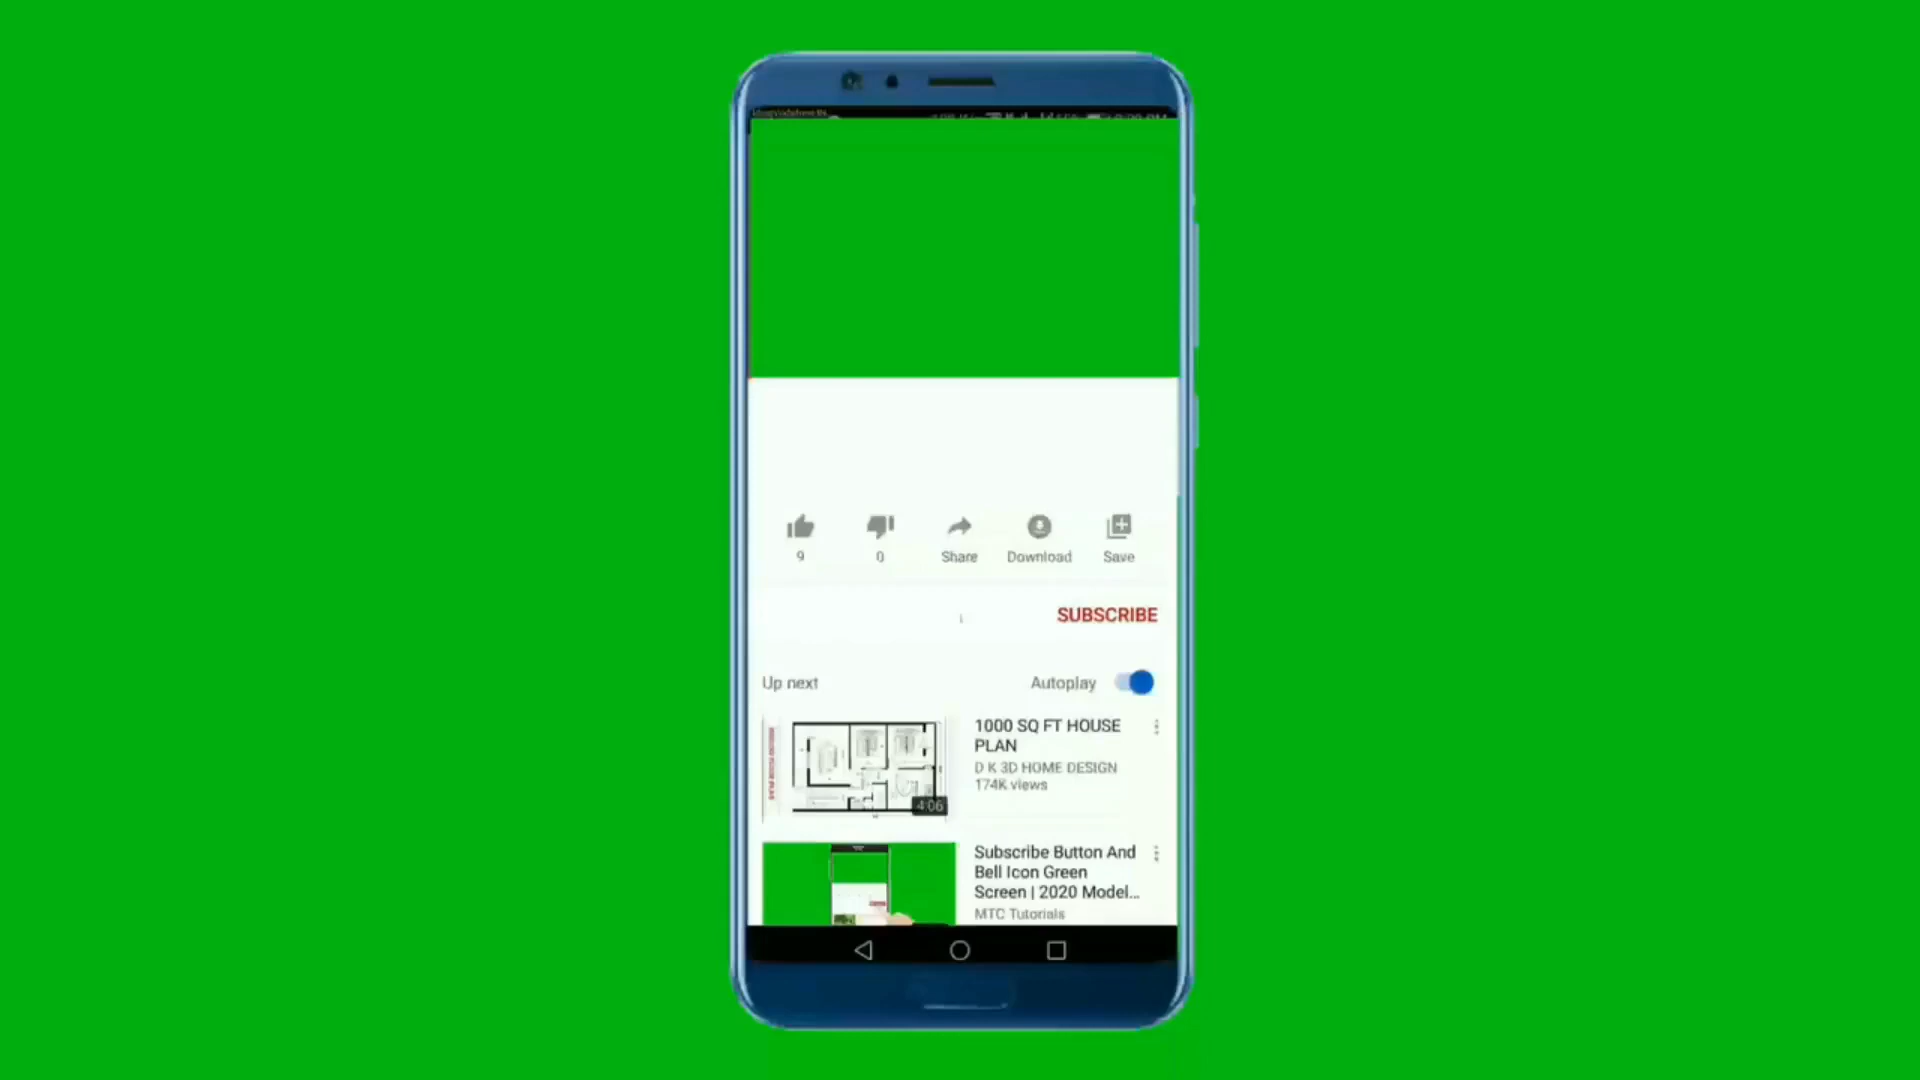 9
0
Share
Download
Save
SUBSCRIBE
Up next
Autoplay
1000 SQ FT HOUSE
PLAN
D K 3D HOME DESIGN
174K views
4:06
Subscribe Button And
Bell Icon Green
Screen | 2020 Model...
MTC Tutorials